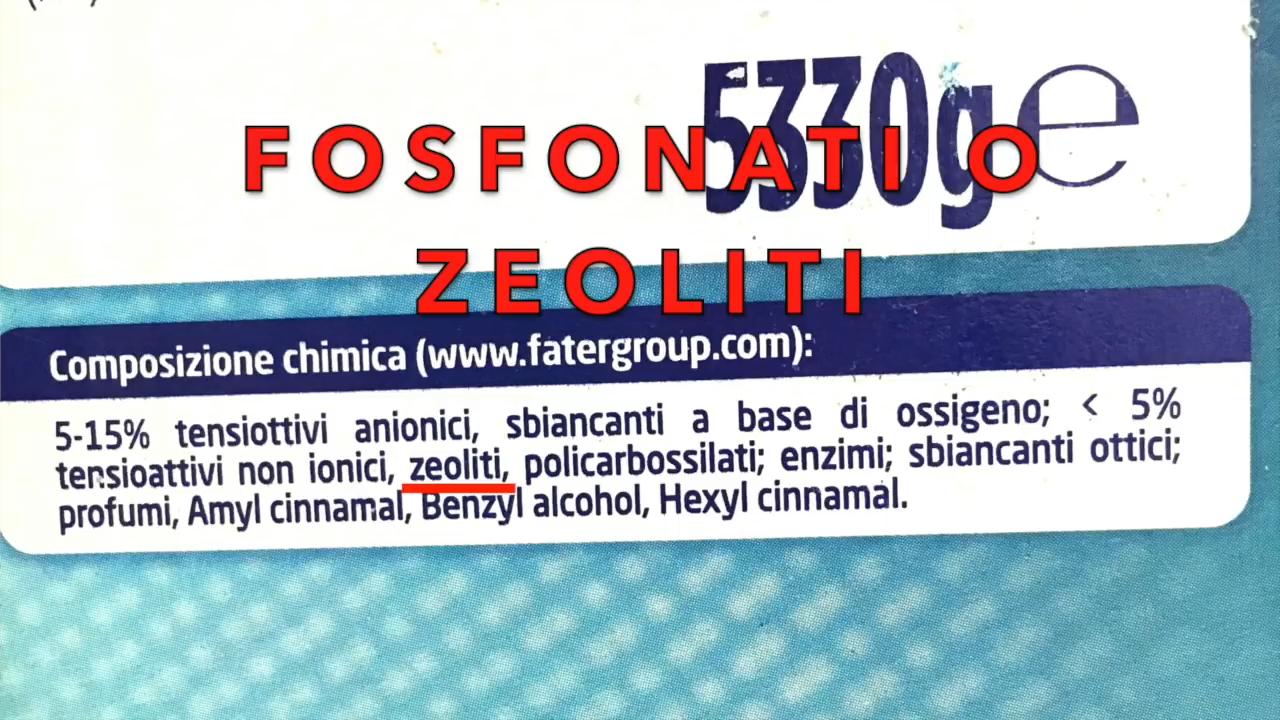 5330g e
FOSFONATI O
ZEOLITI
Composizione chimica (www.fatergroup.com):
5-15% tensiottivi anionici, sbiancanti a base di ossigeno; < 5%
tensioattivi non ionici, zeoliti, policarbossilati; enzimi; sbiancanti ottici;
profumi, Amyl cinnamal, Benzyl alcohol, Hexyl cinnamal.